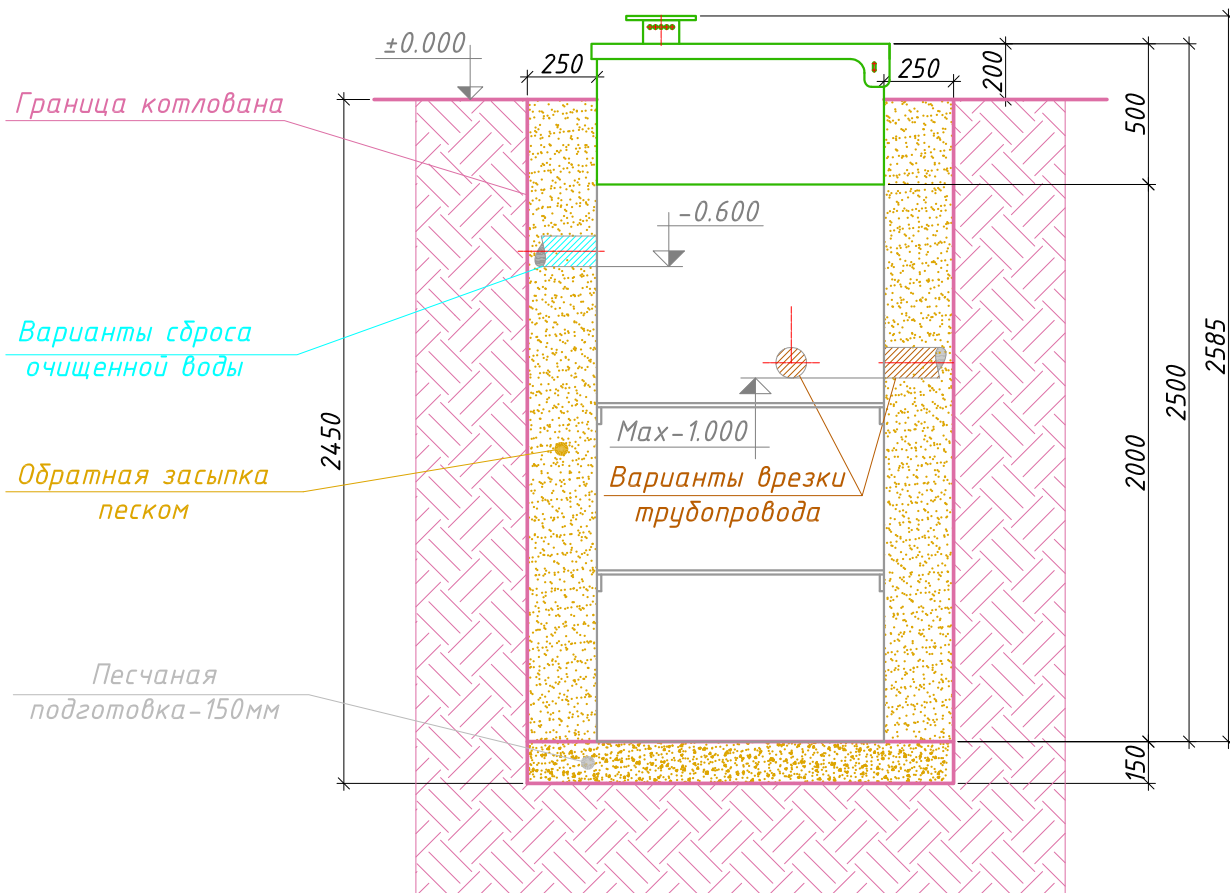 ±0.000
250
250
200
Граница котлована
500
-0.600
Варианты сброса
очищенной воды
2585
2500
Max-1.000
2450
2000
Обратная засыпка
песком
Варианты врезки
трубопровода
Песчаная
подготовка-150мм
150